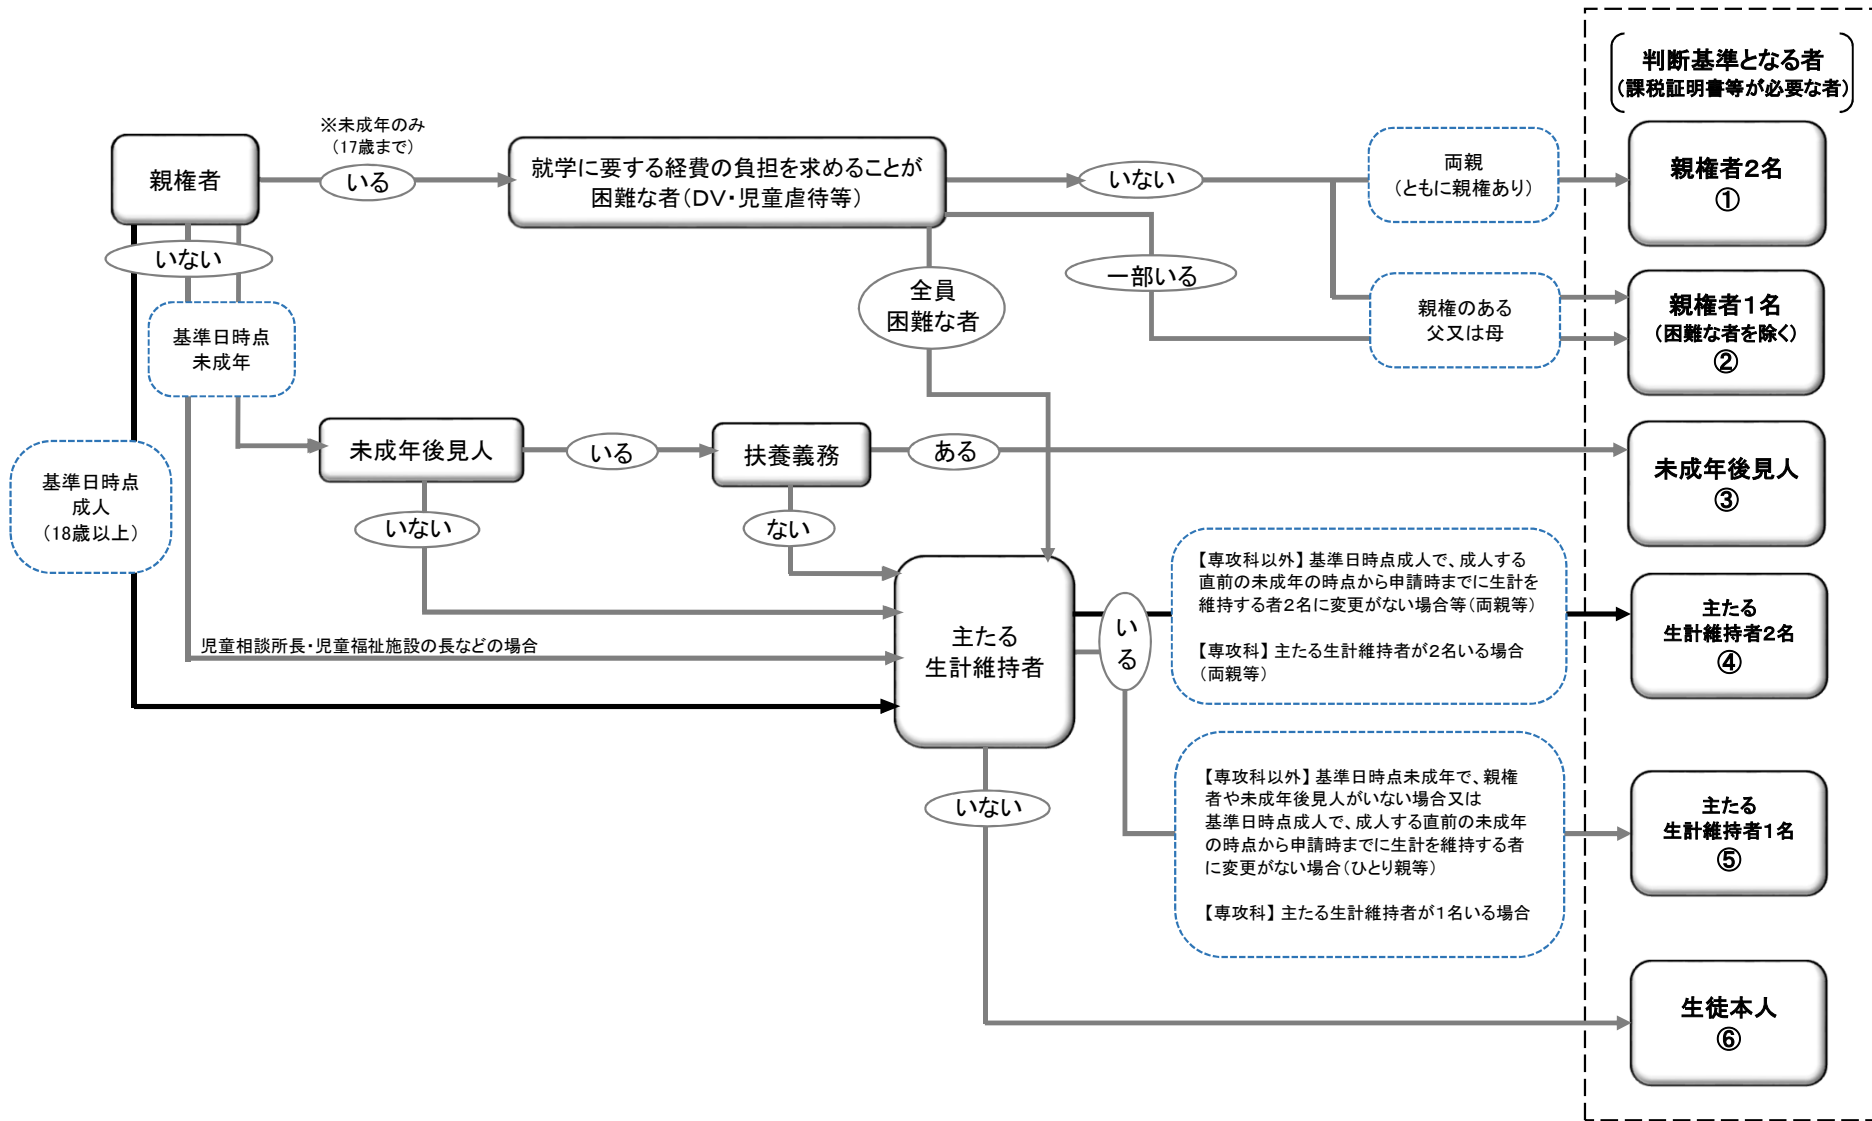 判断基準となる者
（課税証明書等が必要な者）
※未成年のみ
（17歳まで）
親権者
いる
就学に要する経費の負担を求めることが
困難な者（DV・児童虐待等）
いない
両親
（ともに親権あり）
親権者2名
①
いない
一部いる
全員
困難な者
親権のある
父又は母
親権者1名
（困難な者を除く）
②
基準日時点
未成年
基準日時点
成人
（18歳以上）
未成年後見人
いる
扶養義務
ある
未成年後見人
③
いない
ない
児童相談所長・児童福祉施設の長などの場合
主たる
生計維持者
いる
【専攻科以外】基準日時点成人で、成人する
直前の未成年の時点から申請時までに生計を
維持する者2名に変更がない場合等（両親等）
【専攻科】主たる生計維持者が2名いる場合
（両親等）
主たる
生計維持者2名
④
【専攻科以外】基準日時点未成年で、親権
者や未成年後見人がいない場合又は
基準日時点成人で、成人する直前の未成年
の時点から申請時までに生計を維持する者
に変更がない場合（ひとり親等）
【専攻科】主たる生計維持者が1名いる場合
主たる
生計維持者1名
⑤
いない
生徒本人
⑥